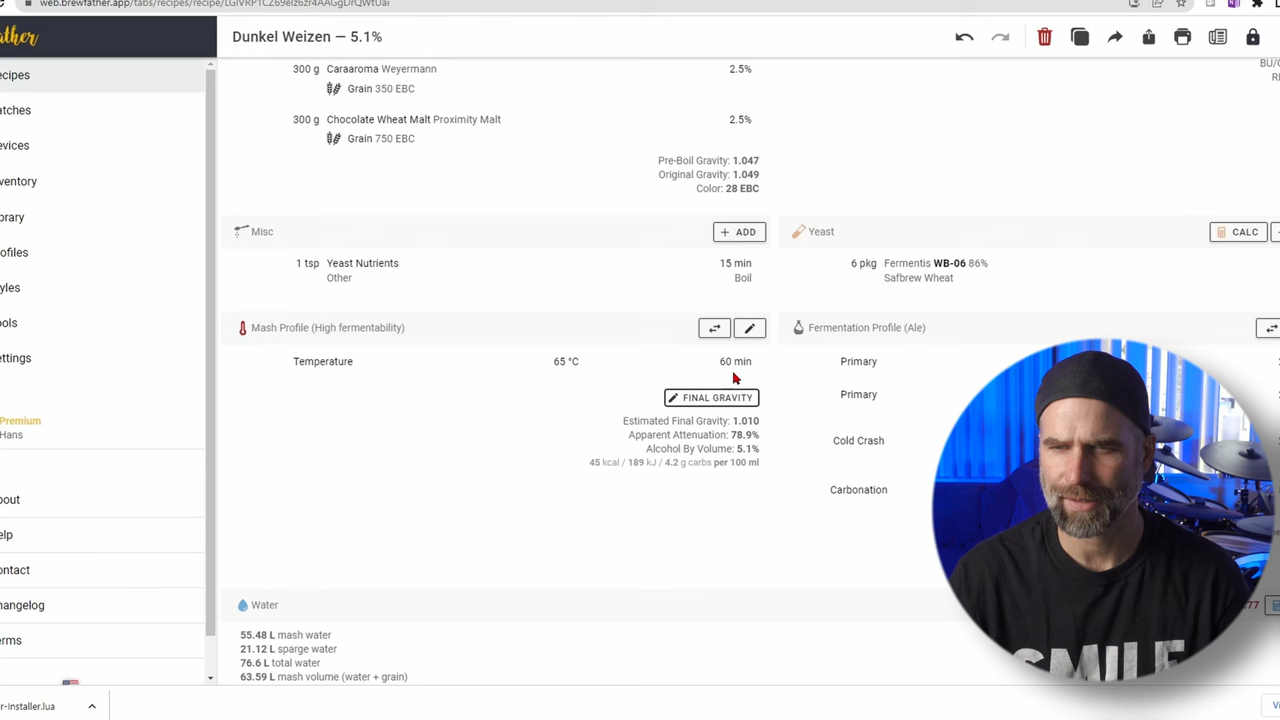 web.brewfather.app/tabs/recipes/recipe/
ather
Dunkel Weizen — 5.1%
ecipes
atches
evices
ventory
brary
ofiles
yles
ols
ettings
Premium
Hans
bout
elp
ontact
hangelog
erms
r-installer.lua
300 g Caraaroma Weyermann 2.5%
Grain 350 EBC
300 g Chocolate Wheat Malt Proximity Malt 2.5%
Grain 750 EBC
Pre-Boil Gravity: 1.047
Original Gravity: 1.049
Color: 28 EBC
BU/
Misc
+ ADD
1 tsp Yeast Nutrients 15 min
Other Boil
Yeast
CALC
6 pkg Fermentis WB-06 86%
Safbrew Wheat
Mash Profile (High fermentability)
Temperature 65 °C 60 min
FINAL GRAVITY
Estimated Final Gravity: 1.010
Apparent Attenuation: 78.9%
Alcohol By Volume: 5.1%
45 kcal / 189 kJ / 4.2 g carbs per 100 ml
Fermentation Profile (Ale)
Primary
Primary
Cold Crash
Carbonation
Water
55.48 L mash water
21.12 L sparge water
76.6 L total water
63.59 L mash volume (water + grain)
77
SMILE